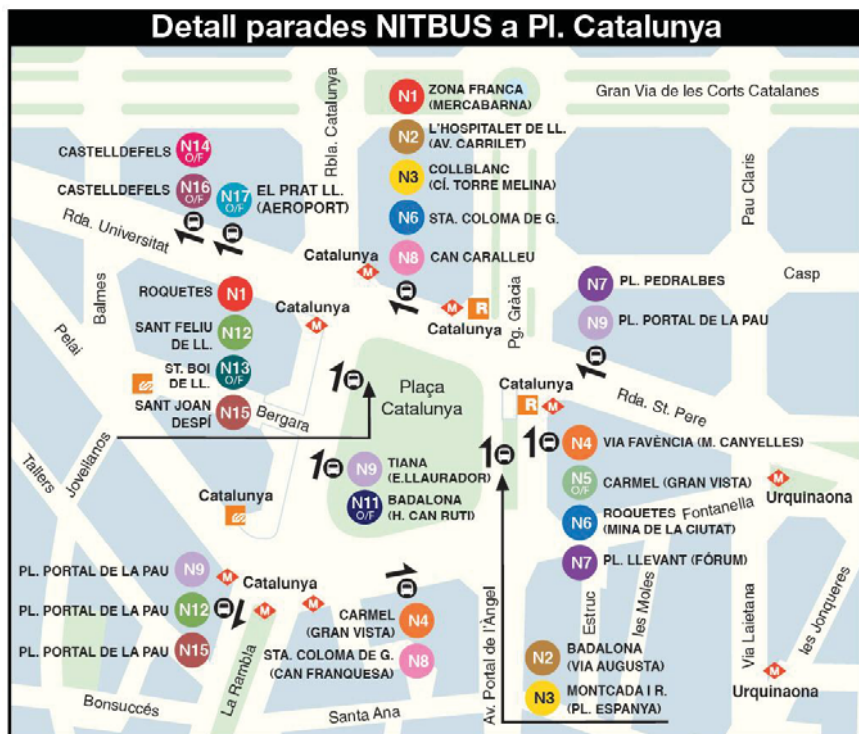 Detall parades NITBUS a Pl. Catalunya
Gran Via de les Corts Catalanes
Rbla. Catalunya
N1 ZONA FRANCA
(MERCABARNA)
N2 L'HOSPITALET DE LL.
(AV. CARRILET)
N3 COLLBLANC
(CÍ. TORRE MELINA)
N6 STA. COLOMA DE G.
N8 CAN CARALLEU
CASTELLDEFELS N14
O/F
CASTELLDEFELS N16
O/F
N17 EL PRAT LL.
O/F (AEROPORT)
Rda. Universitat
Pau Claris
Casp
Pg. Gràcia
Catalunya
M
M
R
Catalunya
Catalunya
M
Balmes
Pelai
ROQUETES N1
SANT FELIU N12
DE LL.
ST. BOI N13
DE LL. O/F
SANT JOAN N15
DESPÍ
Bergara
N7 PL. PEDRALBES
N9 PL. PORTAL DE LA PAU
Plaça
Catalunya
Catalunya
R
M
Rda. St. Pere
Tallers
Jovellanos
Catalunya
N9 TIANA
(E.LLAURADOR)
N11 BADALONA
O/F (H. CAN RUTI)
N4 VIA FAVÈNCIA (M. CANYELLES)
N5 CARMEL (GRAN VISTA)
O/F
N6 ROQUETES
(MINA DE LA CIUTAT)
N7 PL. LLEVANT (FÒRUM)
Fontanella
M
Urquinaona
PL. PORTAL DE LA PAU N9
PL. PORTAL DE LA PAU N12
PL. PORTAL DE LA PAU N15
M
Catalunya
M
M
CARMEL N4
(GRAN VISTA)
STA. COLOMA DE G. N8
(CAN FRANQUESA)
La Rambla
Bonsuccés
Santa Ana
Av. Portal de l'Àngel
Estruc
les Moles
Via Laietana
les Jonqueres
N2 BADALONA
(VIA AUGUSTA)
N3 MONTCADA I R.
(PL. ESPANYA)
M
Urquinaona